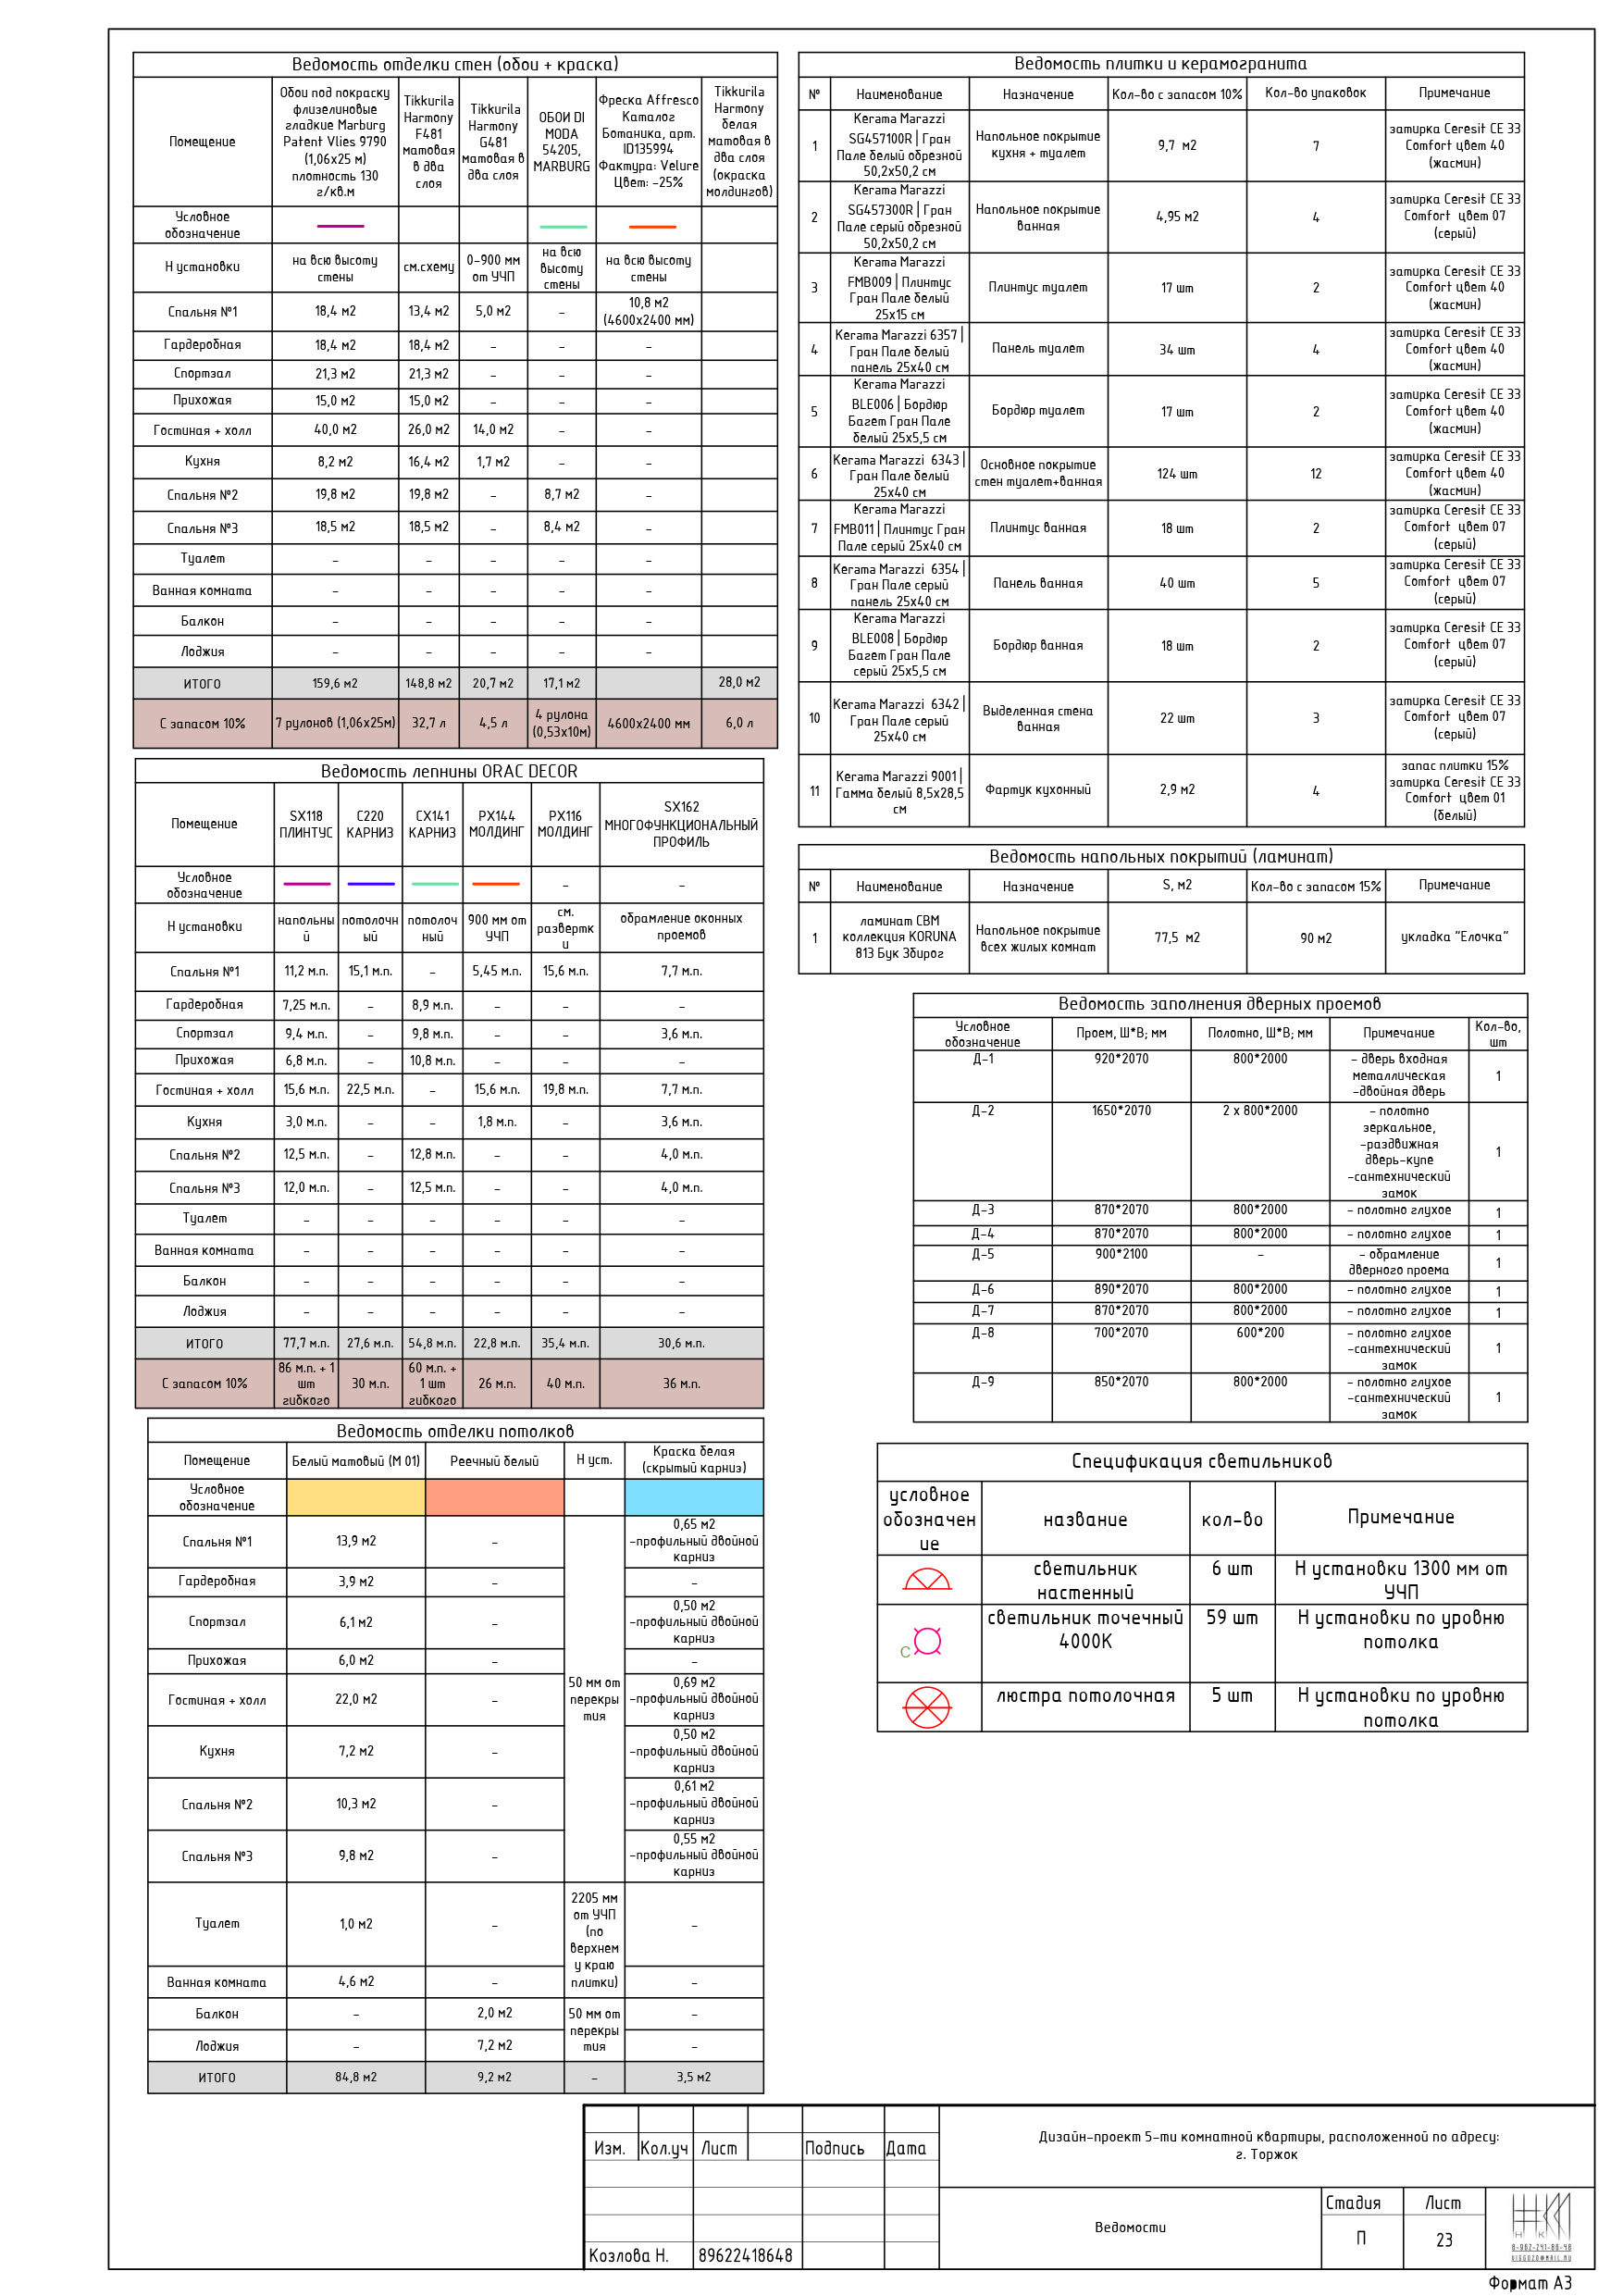 Ведомость отделки стен (обои + краска)
Помещение
Обои под покраску
флизелиновые
гладкие Marburg
Patent Vlies 9790
(1,06х25 м)
плотность 130
г/кв.м
Tikkurila
Harmony
F481
матовая
в два
слоя
Tikkurila
Harmony
G481
матовая в
два слоя
ОБОИ DI
MODA
54205,
MARBURG
Фреска Affresco
Каталог
Ботаника, арт.
ID135994
Фактура: Velure
Цвет: -25%
Tikkurila
Harmony
белая
матовая в
два слоя
(окраска
молдингов)
Условное
обозначение
Н установки
на всю высоту
стены
см.схему
0-900 мм
от УЧП
на всю
высоту
стены
на всю высоту
стены
Спальня №1 18,4 м2 13,4 м2 5,0 м2 - 10,8 м2
(4600х2400 мм)
Гардеробная 18,4 м2 18,4 м2 - - -
Спортзал 21,3 м2 21,3 м2 - - -
Прихожая 15,0 м2 15,0 м2 - - -
Гостиная + холл 40,0 м2 26,0 м2 14,0 м2 - -
Кухня 8,2 м2 16,4 м2 1,7 м2 - -
Спальня №2 19,8 м2 19,8 м2 - 8,7 м2 -
Спальня №3 18,5 м2 18,5 м2 - 8,4 м2 -
Туалет - - - - -
Ванная комната - - - - -
Балкон - - - - -
Лоджия - - - - -
ИТОГО 159,6 м2 148,8 м2 20,7 м2 17,1 м2 28,0 м2
С запасом 10% 7 рулонов (1,06х25м) 32,7 л 4,5 л 4 рулона
(0,53х10м) 4600х2400 мм 6,0 л
Ведомость лепнины ORAC DECOR
Помещение
SX118
ПЛИНТУС
C220
КАРНИЗ
CX141
КАРНИЗ
PX144
МОЛДИНГ
PX116
МОЛДИНГ
SX162
МНОГОФУНКЦИОНАЛЬНЫЙ
ПРОФИЛЬ
Условное
обозначение
- -
Н установки
напольны
й
потолочн
ый
потолоч
ный
900 мм от
УЧП
см.
развертк
и
обрамление оконных
проемов
Спальня №1 11,2 м.п. 15,1 м.п. - 5,45 м.п. 15,6 м.п. 7,7 м.п.
Гардеробная 7,25 м.п. - 8,9 м.п. - - -
Спортзал 9,4 м.п. - 9,8 м.п. - - 3,6 м.п.
Прихожая 6,8 м.п. - 10,8 м.п. - - -
Гостиная + холл 15,6 м.п. 22,5 м.п. - 15,6 м.п. 19,8 м.п. 7,7 м.п.
Кухня 3,0 м.п. - - 1,8 м.п. - 3,6 м.п.
Спальня №2 12,5 м.п. - 12,8 м.п. - - 4,0 м.п.
Спальня №3 12,0 м.п. - 12,5 м.п. - - 4,0 м.п.
Туалет - - - - - -
Ванная комната - - - - - -
Балкон - - - - - -
Лоджия - - - - - -
ИТОГО 77,7 м.п. 27,6 м.п. 54,8 м.п. 22,8 м.п. 35,4 м.п. 30,6 м.п.
С запасом 10%
86 м.п. + 1
шт
гибкого
30 м.п.
60 м.п. +
1 шт
гибкого
26 м.п. 40 м.п. 36 м.п.
Ведомость отделки потолков
Помещение Белый матовый (М 01) Реечный белый Н уст. Краска белая
(скрытый карниз)
Условное
обозначение
Спальня №1 13,9 м2 - 0,65 м2
-профильный двойной
карниз
Гардеробная 3,9 м2 - -
Спортзал 6,1 м2 - 0,50 м2
-профильный двойной
карниз
Прихожая 6,0 м2 - -
50 мм от
перекры
тия
Гостиная + холл 22,0 м2 - 0,69 м2
-профильный двойной
карниз
Кухня 7,2 м2 - 0,50 м2
-профильный двойной
карниз
Спальня №2 10,3 м2 - 0,61 м2
-профильный двойной
карниз
Спальня №3 9,8 м2 - 0,55 м2
-профильный двойной
карниз
Туалет 1,0 м2 - -
2205 мм
от УЧП
(по
верхнем
у краю
плитки)
Ванная комната 4,6 м2 - -
Балкон - 2,0 м2 -
50 мм от
перекры
тия
Лоджия - 7,2 м2 -
ИТОГО 84,8 м2 9,2 м2 - 3,5 м2
Ведомость плитки и керамогранита
№ Наименование Назначение Кол-во с запасом 10% Кол-во упаковок Примечание
1
Kerama Marazzi
SG457100R | Гран
Пале белый обрезной
50,2х50,2 см
Напольное покрытие
кухня + туалет
9,7 м2
7
затирка Ceresit CE 33
Comfort цвет 40
(жасмин)
2
Kerama Marazzi
SG457300R | Гран
Пале серый обрезной
50,2х50,2 см
Напольное покрытие
ванная
4,95 м2
4
затирка Ceresit CE 33
Comfort цвет 07
(серый)
3
Kerama Marazzi
FMB009 | Плинтус
Гран Пале белый
25х15 см
Плинтус туалет
17 шт
2
затирка Ceresit CE 33
Comfort цвет 40
(жасмин)
4
Kerama Marazzi 6357 |
Гран Пале белый
панель 25х40 см
Панель туалет
34 шт
4
затирка Ceresit CE 33
Comfort цвет 40
(жасмин)
5
Kerama Marazzi
BLE006 | Бордюр
Багет Гран Пале
белый 25х5,5 см
Бордюр туалет
17 шт
2
затирка Ceresit CE 33
Comfort цвет 40
(жасмин)
6
Kerama Marazzi 6343 |
Гран Пале белый
25х40 см
Основное покрытие
стен туалет+ванная
124 шт
12
затирка Ceresit CE 33
Comfort цвет 40
(жасмин)
7
Kerama Marazzi
FMB011 | Плинтус Гран
Пале серый 25х40 см
Плинтус ванная
18 шт
2
затирка Ceresit CE 33
Comfort цвет 07
(серый)
8
Kerama Marazzi 6354 |
Гран Пале серый
панель 25х40 см
Панель ванная
40 шт
5
затирка Ceresit CE 33
Comfort цвет 07
(серый)
9
Kerama Marazzi
BLE008 | Бордюр
Багет Гран Пале
серый 25х5,5 см
Бордюр ванная
18 шт
2
затирка Ceresit CE 33
Comfort цвет 07
(серый)
10
Kerama Marazzi 6342 |
Гран Пале серый
25х40 см
Выделенная стена
ванная
22 шт
3
затирка Ceresit CE 33
Comfort цвет 07
(серый)
11
Kerama Marazzi 9001 |
Гамма белый 8,5х28,5
см
Фартук кухонный
2,9 м2
4
запас плитки 15%
затирка Ceresit CE 33
Comfort цвет 01
(белый)
Ведомость напольных покрытий (ламинат)
№ Наименование Назначение S, м2 Кол-во с запасом 15% Примечание
1
ламинат CBM
коллекция KORUNA
813 Бук Збирог
Напольное покрытие
всех жилых комнат
77,5 м2
90 м2
укладка "Елочка"
Ведомость заполнения дверных проемов
Условное
обозначение
Проем, Ш*В; мм Полотно, Ш*В; мм Примечание Кол-во,
шт
Д-1 920*2070 800*2000 - дверь входная
металлическая
-двойная дверь
1
Д-2 1650*2070 2 х 800*2000 - полотно
зеркальное,
-раздвижная
дверь-купе
-сантехнический
замок
1
Д-3 870*2070 800*2000 - полотно глухое 1
Д-4 870*2070 800*2000 - полотно глухое 1
Д-5 900*2100 - - обрамление
дверного проема
1
Д-6 890*2070 800*2000 - полотно глухое 1
Д-7 870*2070 800*2000 - полотно глухое 1
Д-8 700*2070 600*200 - полотно глухое
-сантехнический
замок
1
Д-9 850*2070 800*2000 - полотно глухое
-сантехнический
замок
1
Спецификация светильников
условное
обозначен
ие
название кол-во Примечание
светильник
настенный
6 шт
Н установки 1300 мм от
УЧП
С
светильник точечный
4000К
59 шт
Н установки по уровню
потолка
люстра потолочная
5 шт
Н установки по уровню
потолка
Изм. Кол.уч Лист Подпись Дата
Козлова Н. 89622418648
Дизайн-проект 5-ти комнатной квартиры, расположенной по адресу:
г. Торжок
Ведомости
Стадия Лист
П 23
Н К
8-962-241-86-48
Формат А3